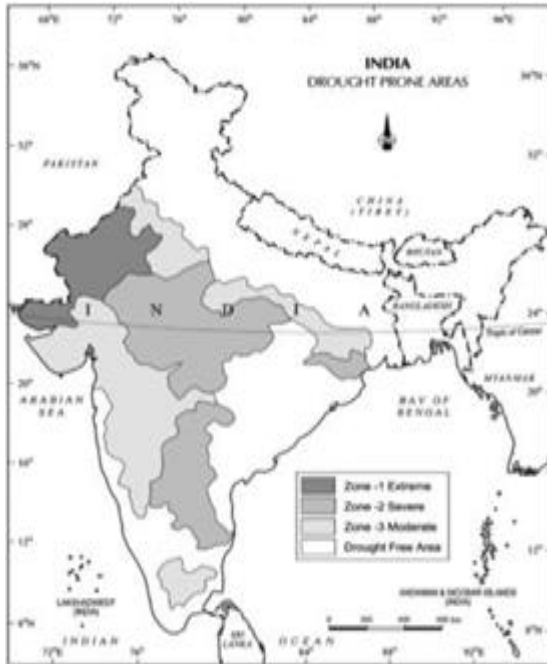 INDIA
DROUGHT PRONE AREAS
PAKISTAN
CHINA
(TIBET)
NEPAL
BHUTAN
BANGLADESH
I N D I A
Tropic of Cancer
MYANMAR
ARABIAN
SEA
BAY OF
BENGAL
Zone -1 Extreme
Zone -2 Severe
Zone -3 Moderate
Drought Free Area
LAKSHADWEEP
(INDIA)
ANDAMAN & NICOBAR ISLANDS
(INDIA)
SRI
LANKA
INDIAN OCEAN